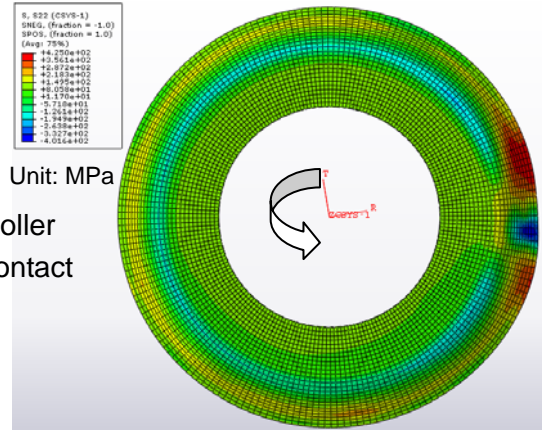 S, S22 (CSYS-1)
SNEG, (fraction = -1.0)
SPOS, (fraction = 1.0)
(Avg: 75%)
+4.250e+02
+3.561e+02
+2.872e+02
+2.183e+02
+1.495e+02
+8.058e+01
+1.170e+01
-5.718e+01
-1.261e+02
-1.949e+02
-2.638e+02
-3.327e+02
-4.016e+02
Unit: MPa
oller
ontact
T
R